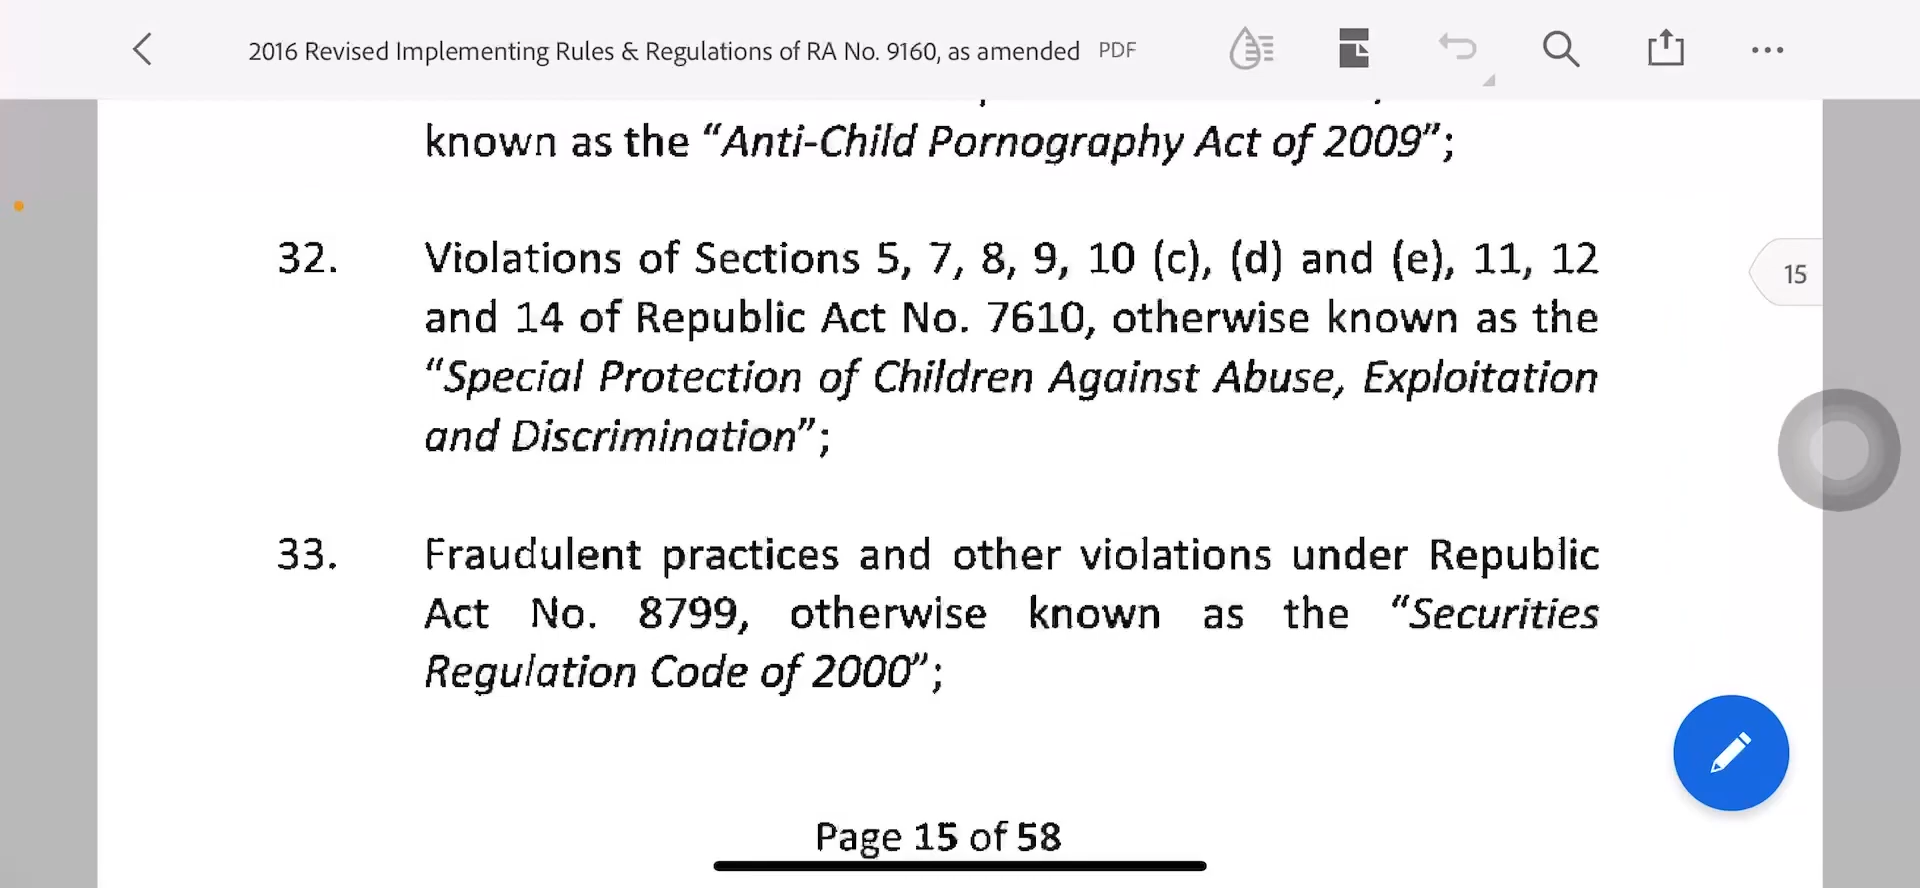 2016 Revised Implementing Rules & Regulations of RA No. 9160, as amended PDF
known as the “Anti-Child Pornography Act of 2009”;
32. Violations of Sections 5, 7, 8, 9, 10 (c), (d) and (e), 11, 12
and 14 of Republic Act No. 7610, otherwise known as the
“Special Protection of Children Against Abuse, Exploitation
and Discrimination”;
15
33. Fraudulent practices and other violations under Republic
Act No. 8799, otherwise known as the “Securities
Regulation Code of 2000”;
Page 15 of 58